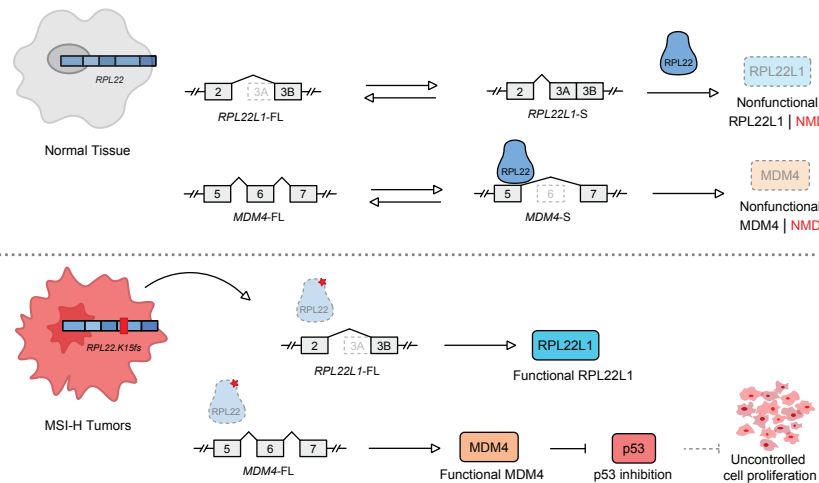 RPL22
Normal Tissue
2
3A
3B
RPL22L1-FL
2
3A
3B
RPL22L1-S
RPL22
RPL22L1
Nonfunctional
RPL22L1 | NMD
5
6
7
MDM4-FL
RPL22
5
6
7
MDM4-S
MDM4
Nonfunctional
MDM4 | NMD
RPL22.K15fs
MSI-H Tumors
RPL22
2
3A
3B
RPL22L1-FL
RPL22L1
Functional RPL22L1
RPL22
5
6
7
MDM4-FL
MDM4
Functional MDM4
p53
p53 inhibition
Uncontrolled
cell proliferation